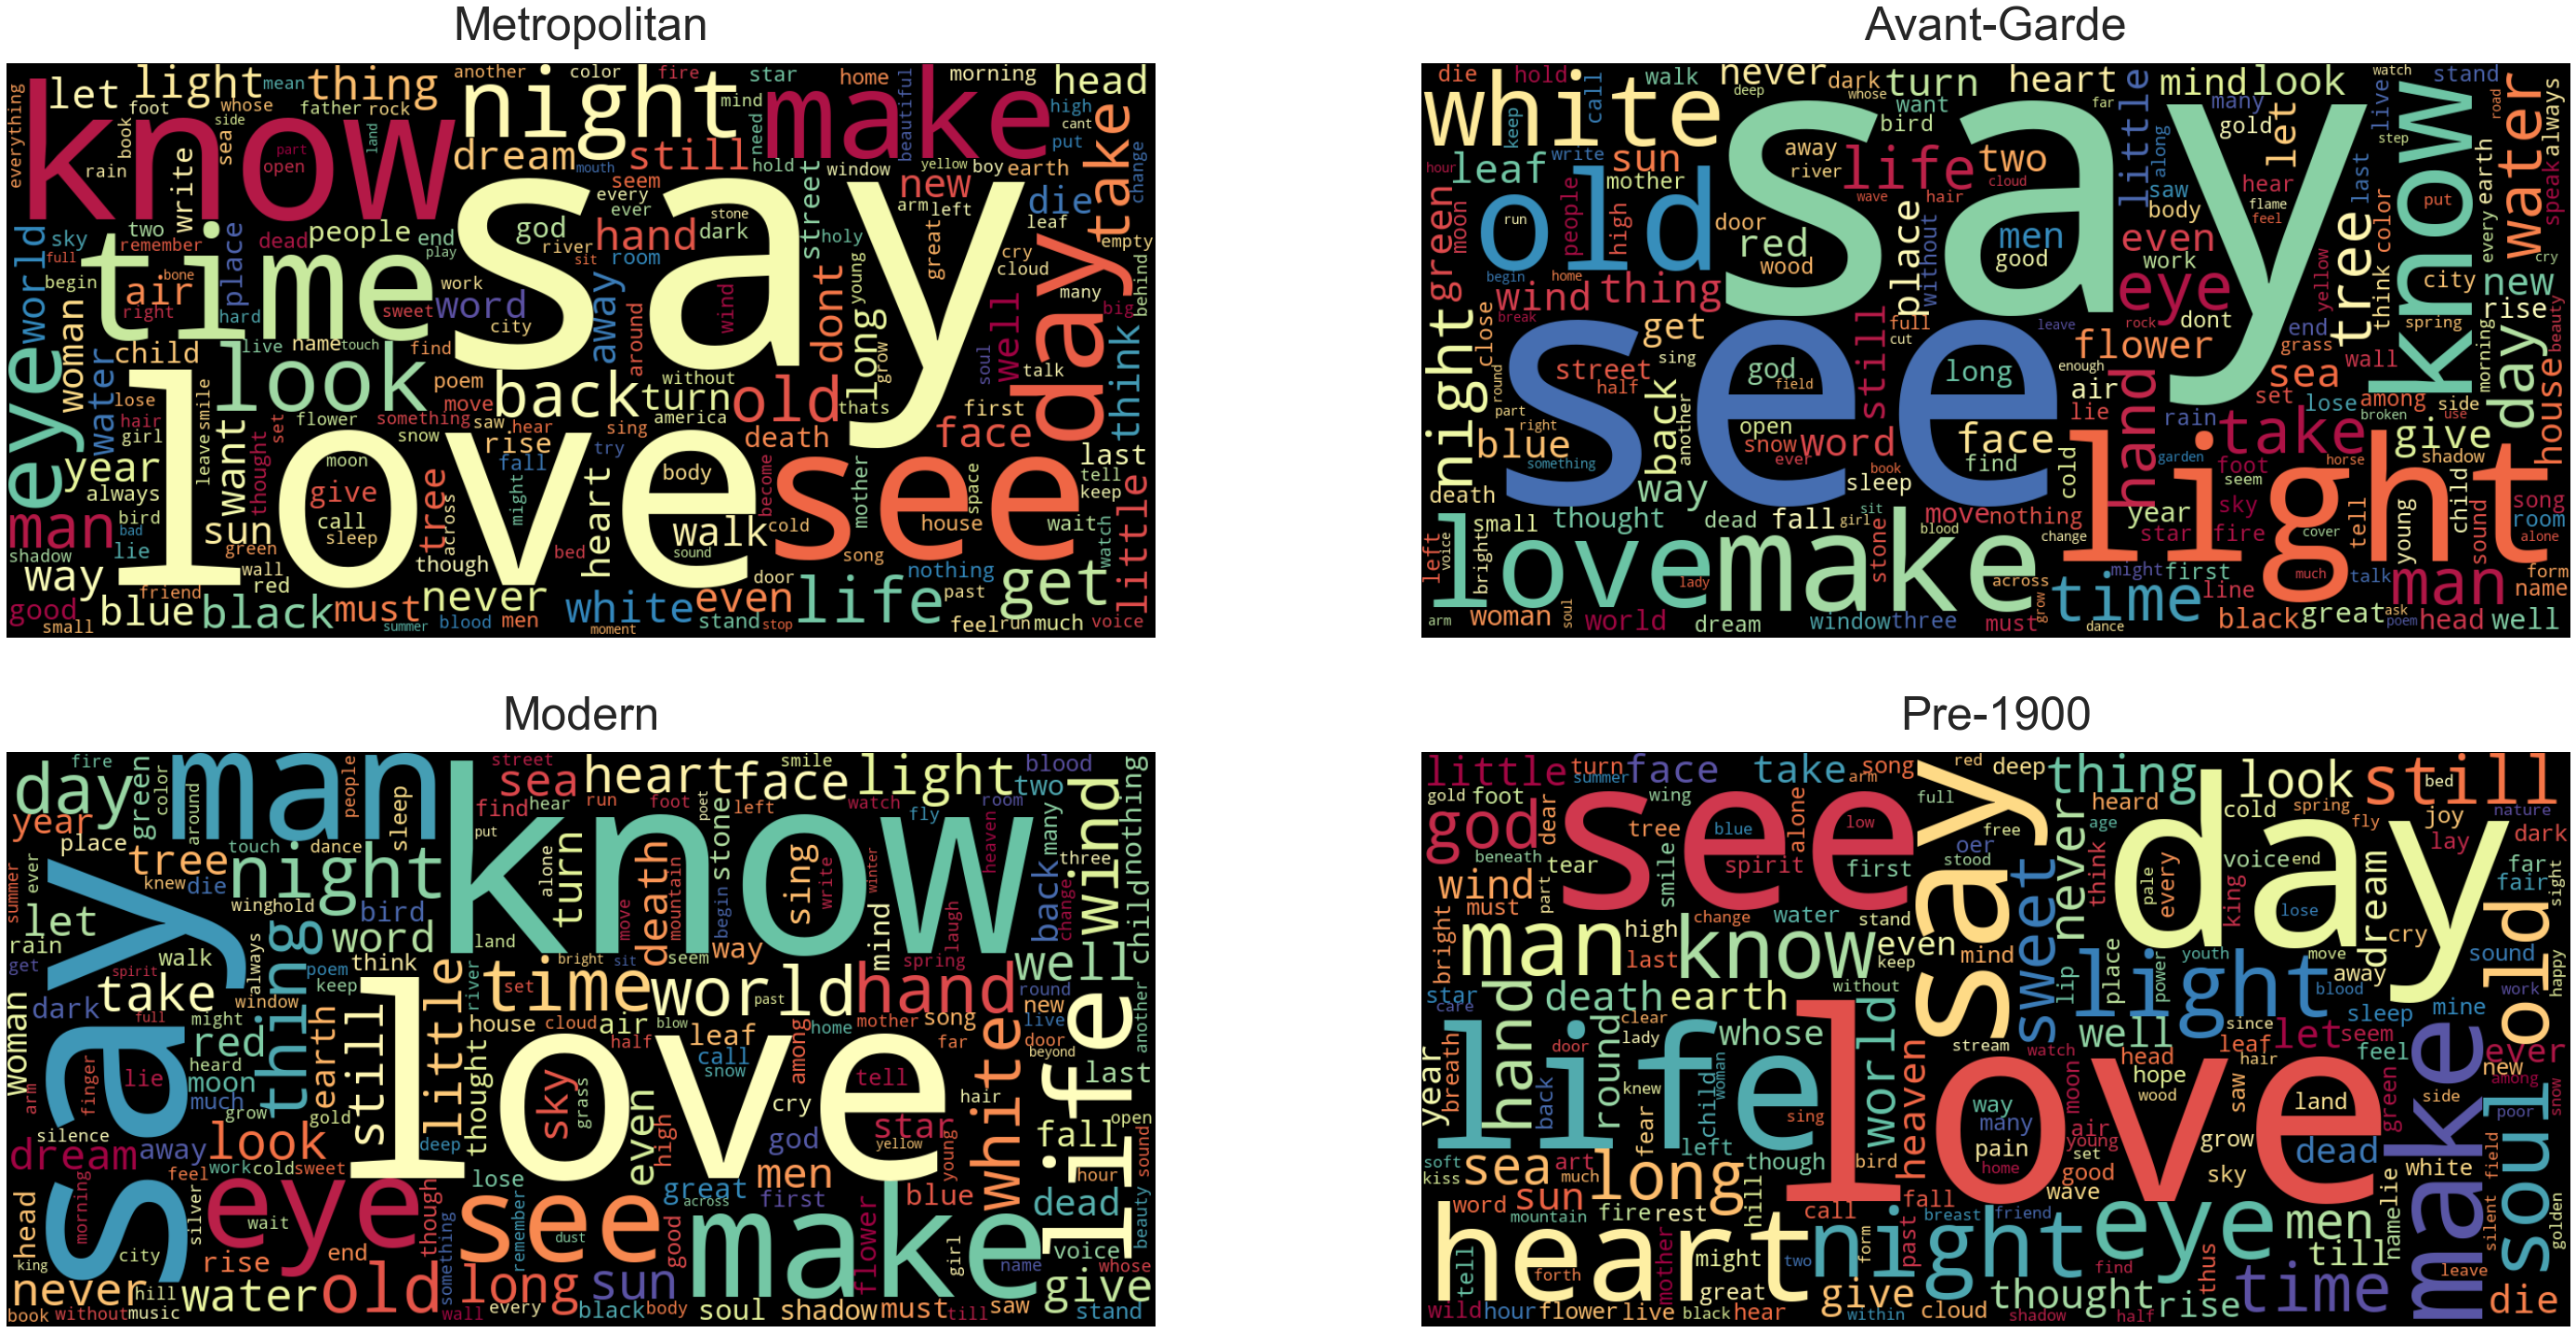 Metropolitan
Avant-Garde
everything let light thing another color fire star home morning head
foot mean night mind make high
book whose father rock beautiful cant
side sea need put
know land dream still hold window yellow boy earth take
rain write part open mouth seem street new arm left die change
two every ever stone
sky remember dead people end god hand dark holy great cry empty leaf
full place river room cloud behind
world begin bone play sit young many
air time work say wind day big
right hard sweet word city away around dont long well
eye woman water child live name touch find look without grow soul talk think
lose smile flower something poem move back turn old thats first
hair girl thought set snow saw hear america sing death face
year want rise try last
always leave moon fall body become mother see space tell keep
man bird bad sun give call tree might heart walk cold house wait watch little
shadow lie green sleep across love sound song
way wall though bed door nothing past get
friend red
good blue black must never white even life
small summer blood men moment stand stop feel run much voice
die hold walk never dark turn heart mind look watch stand
white call deep whose want far many live road
keep bird gold let step always
hour write sun away life two little know speak
leaf mother river hair cloud saw hear last put water
green moon old people high door say wave body flame feel tree every earth
run red men even think color cry
begin home wood good place without work yellow city new
wind thing eye dont spring rise
night close break get sing still full cut leave rock flower end grass day morning beauty
round street half god field long enough air wall sea house
part right another see lie rain set lose among side use
blue back open snow word face hand take broken give
something ever book find cold garden foot horse shadow
death way sleep light seem child
left voice small thought dead fall sit girl move nothing year sky tell young song
bright love make stone blood change star fire cover sound room alone
lady across might first much talk man form
arm woman soul world dream window three grow must time line black great ask poem head name well
dance
Modern
Pre-1900
day fire man street sea heart smile face light two blood nothing
green color people find hear run foot left poet watch room
year place around sleep know fly many wind
tree touch dance put stone heaven three
summer ever knew die night alone turn death sing write winter back child
let wing hold bird move mountain begin mind change
rain thing word land way laugh
get walk spirit always poem think bright sit seem spring well
dark take window keep river time world hand round another
woman say full still set past new
might little house cloud air blow home mother song live last
red earth love half leaf among far door life
arm finger heard moon call snow beyond
lie much thought sky grass tell
grow gold even cry hair open
silence look deep high god star yellow young fall
dream away feel work cold sweet lose men white hour sound
head morning silver eye though see great first blue dead beauty
wait across good make flower girl voice
city rise end something remember dust name whose
king never hill water old long sun give
book without music every wall black body soul shadow must till saw stand
little turn face take song say red deep thing look still
summer arm bed
gold foot see wing full heard cold spring nature
god dear tree blue alone low free never age day fly joy dark
beneath tear smile spirit first stood oer think voice end lay far
wind part every pale dream king fair sight
must change water stand sweet lose cry
bright man high know even mind light youth move sound old
last keep lip place power away happy
star hand death earth without blood work
care clear whose world well since let sleep mine
year round lady heaven stream watch leaf seem ever
breath door life love head hair feel make new
back knew child woman hope saw green among
fear sing way many wood land side poor snow
left moon air grow dead
soft sea art long though bird pain young good sky white soul
kiss much home set silent field
word sun hill wave namelle
mountain fire rest call fall eye men golden
heart might night breast friend past till
tell forth mother two form find thus leave
great give thought rise time die
wild hour flower live black hear within cloud shadow half